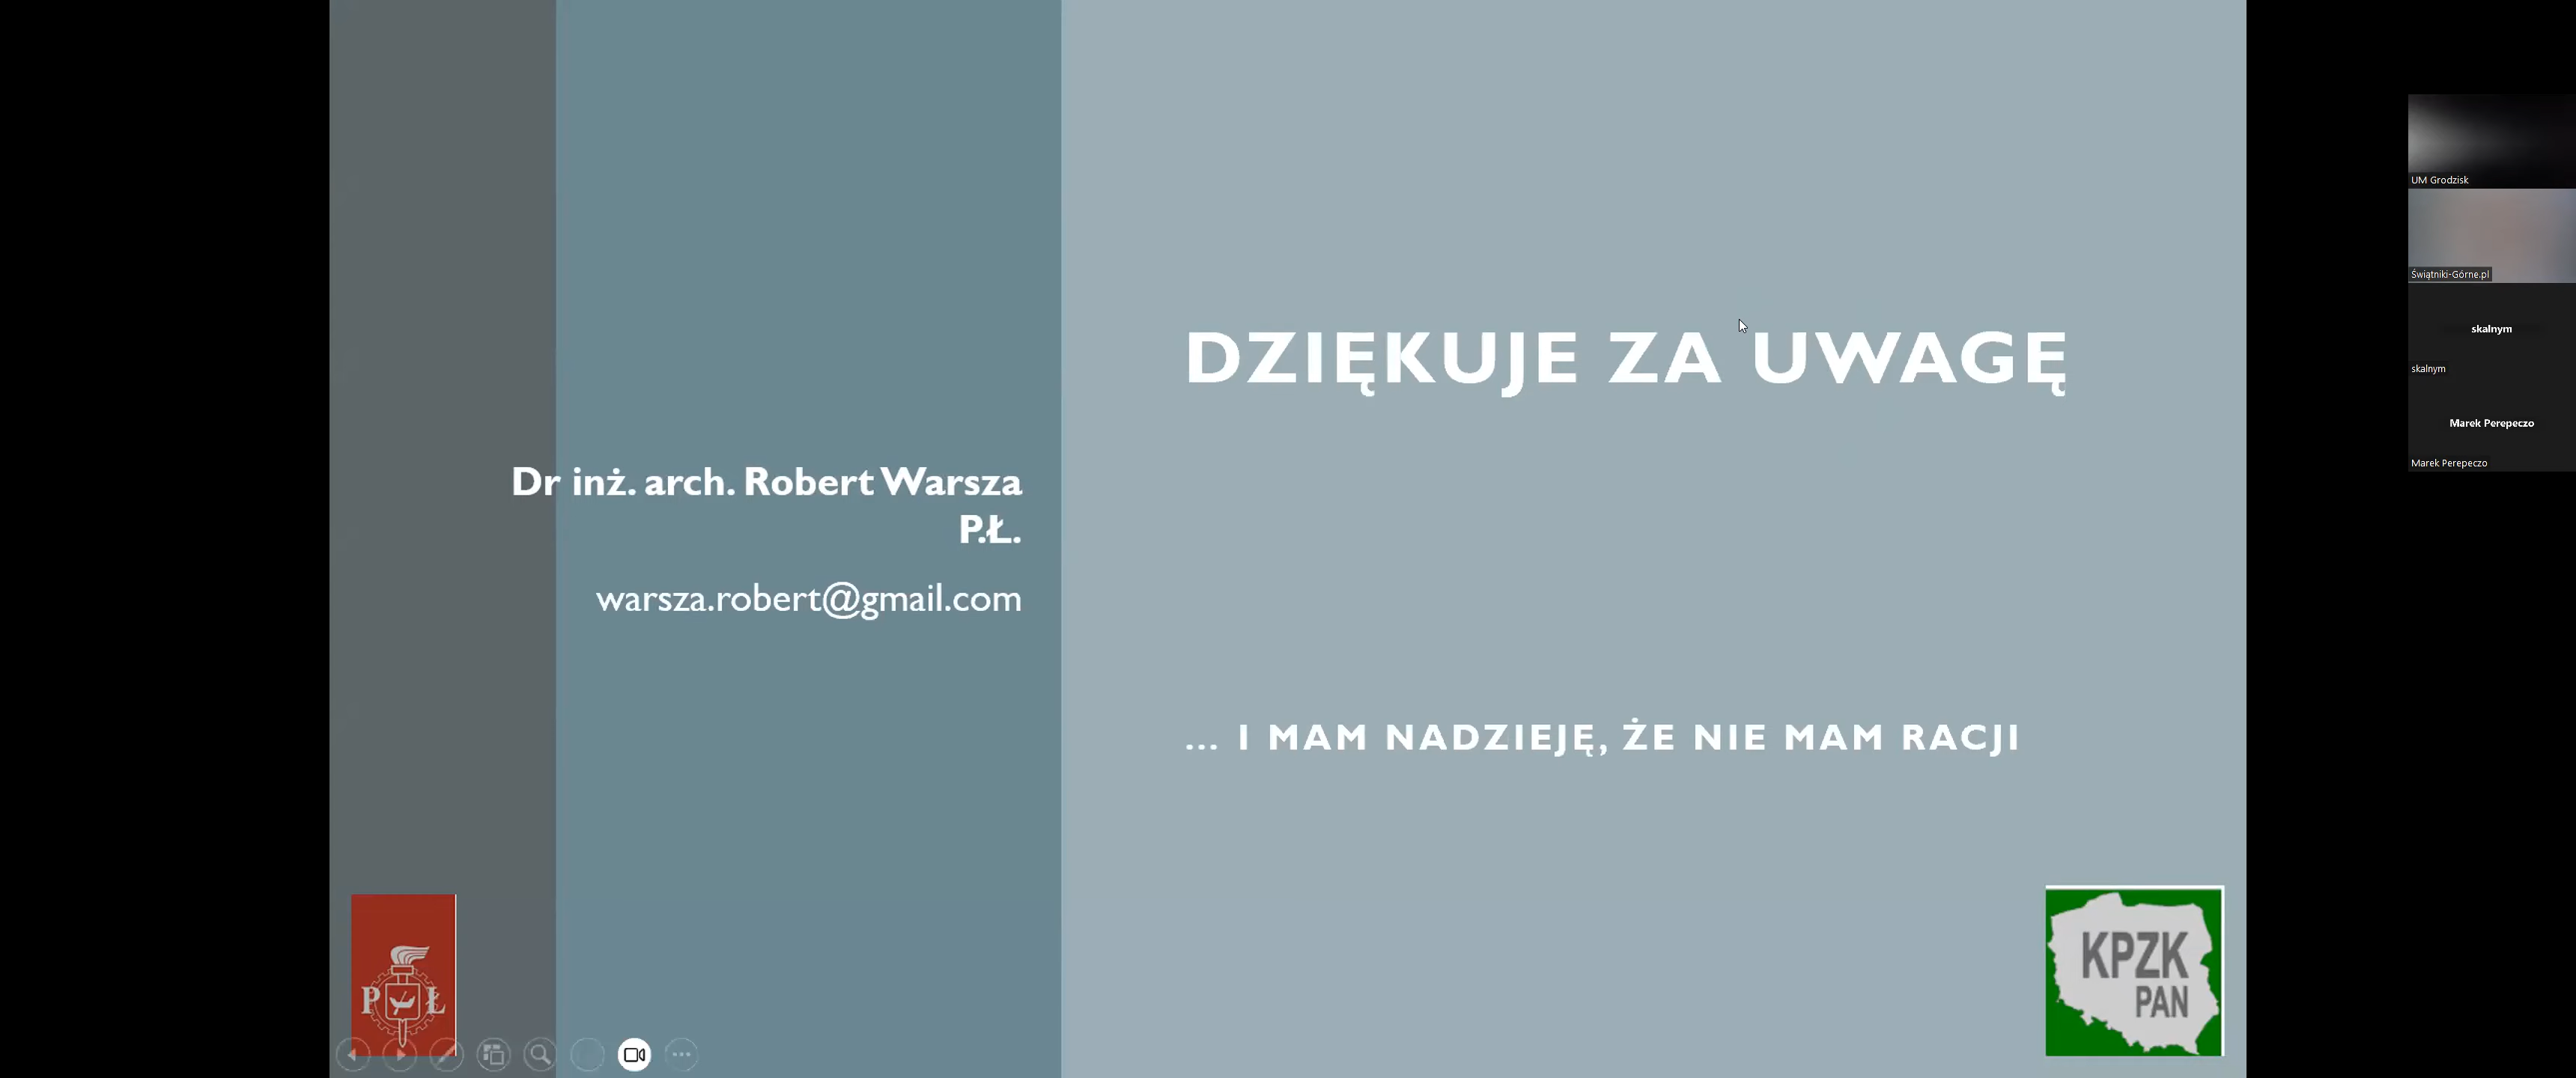 DZIĘKUJE ZA UWAGĘ
Dr inż. arch. Robert Warsza
P.Ł.
warsza.robert@gmail.com
... I MAM NADZIEJĘ, ŻE NIE MAM RACJI
P Ł
KPZK
PAN
UM Grodzisk
Świątniki-Górne.pl
skalnym
skalnym
Marek Perepeczo
Marek Perepeczo